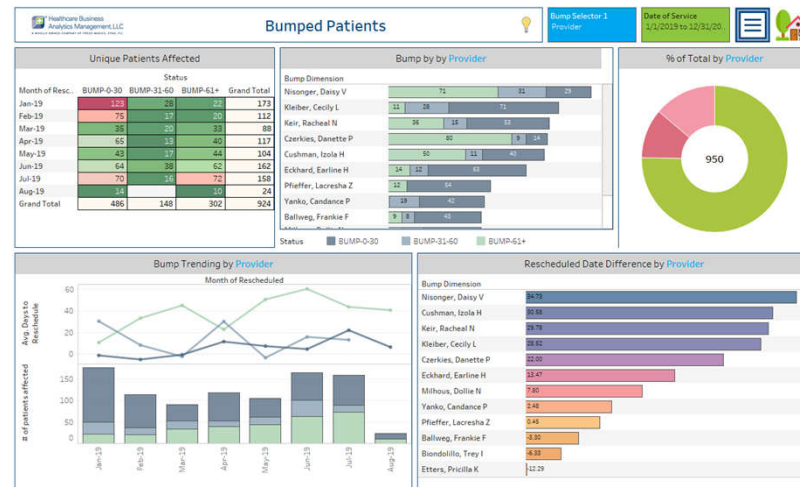 Healthcare Business
Analytics Management, LLC
Bumped Patients
Bump Selector 1
Provider
Date of Service
1/1/2019 to 12/31/20..
Unique Patients Affected
Status
Month of Resc.. BUMP-0-30 BUMP-31-60 BUMP-61+ Grand Total
Jan-19 123 28 22 173
Feb-19 75 17 20 112
Mar-19 35 20 33 88
Apr-19 65 13 40 117
May-19 43 17 44 104
Jun-19 64 38 62 162
Jul-19 70 16 72 158
Aug-19 14 10 24
Grand Total 486 148 302 924
Bump by by Provider
Bump Dimension
Nisonger, Daisy V 71 31 29
Kleiber, Cecily L 11 28 71
Keir, Racheal N 36 15 53
Czerkies, Danette P 80 9 14
Cushman, Izola H 50 11 40
Eckhard, Earline H 14 12 63
Pfieffer, Lacresha Z 12 54
Yanko, Candance P 19 42
Ballweg, Frankie F 9 8 43
Status BUMP-0-30 BUMP-31-60 BUMP-61+
% of Total by Provider
950
Bump Trending by Provider
Month of Rescheduled
Avg. Days to
Reschedule
60
40
20
0
# of patients affected
150
100
50
0
Jan-19 Feb-19 Mar-19 Apr-19 May-19 Jun-19 Jul-19 Aug-19
Rescheduled Date Difference by Provider
Bump Dimension
Nisonger, Daisy V 34.73
Cushman, Izola H 30.58
Keir, Racheal N 29.79
Kleiber, Cecily L 28.52
Czerkies, Danette P 22.00
Eckhard, Earline H 13.47
Milhous, Dollie N 7.80
Yanko, Candance P 2.48
Pfieffer, Lacresha Z 0.45
Ballweg, Frankie F -3.30
Biondolillo, Trey I -6.33
Etters, Pricilla K -12.29